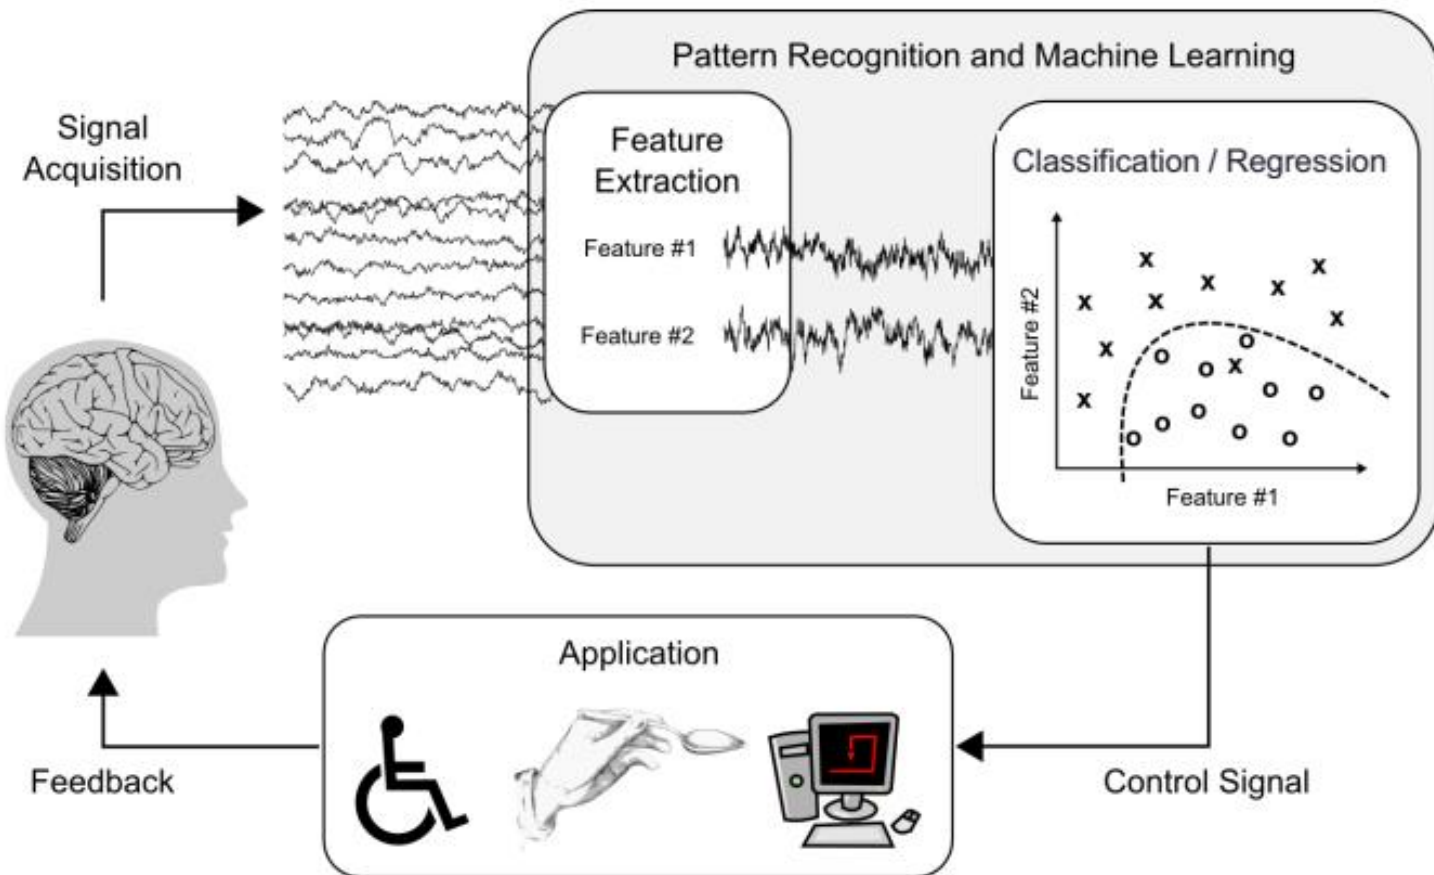 Pattern Recognition and Machine Learning
Signal
Acquisition
Feature
Extraction
Feature #1
Feature #2
Classification / Regression
x x x x x x x x x x x
o o o o o o o o o o o
Feature #2
Feature #1
Application
Feedback
Control Signal